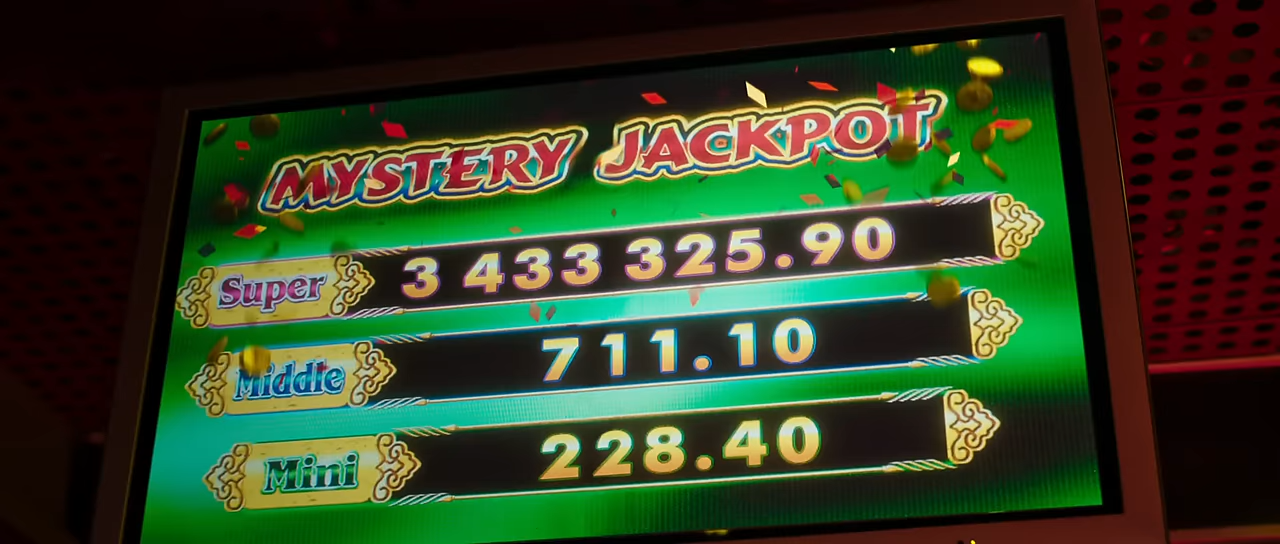 MYSTERY JACKPOT
Super 3 433 325.90
Middle 711.10
Mini 228.40